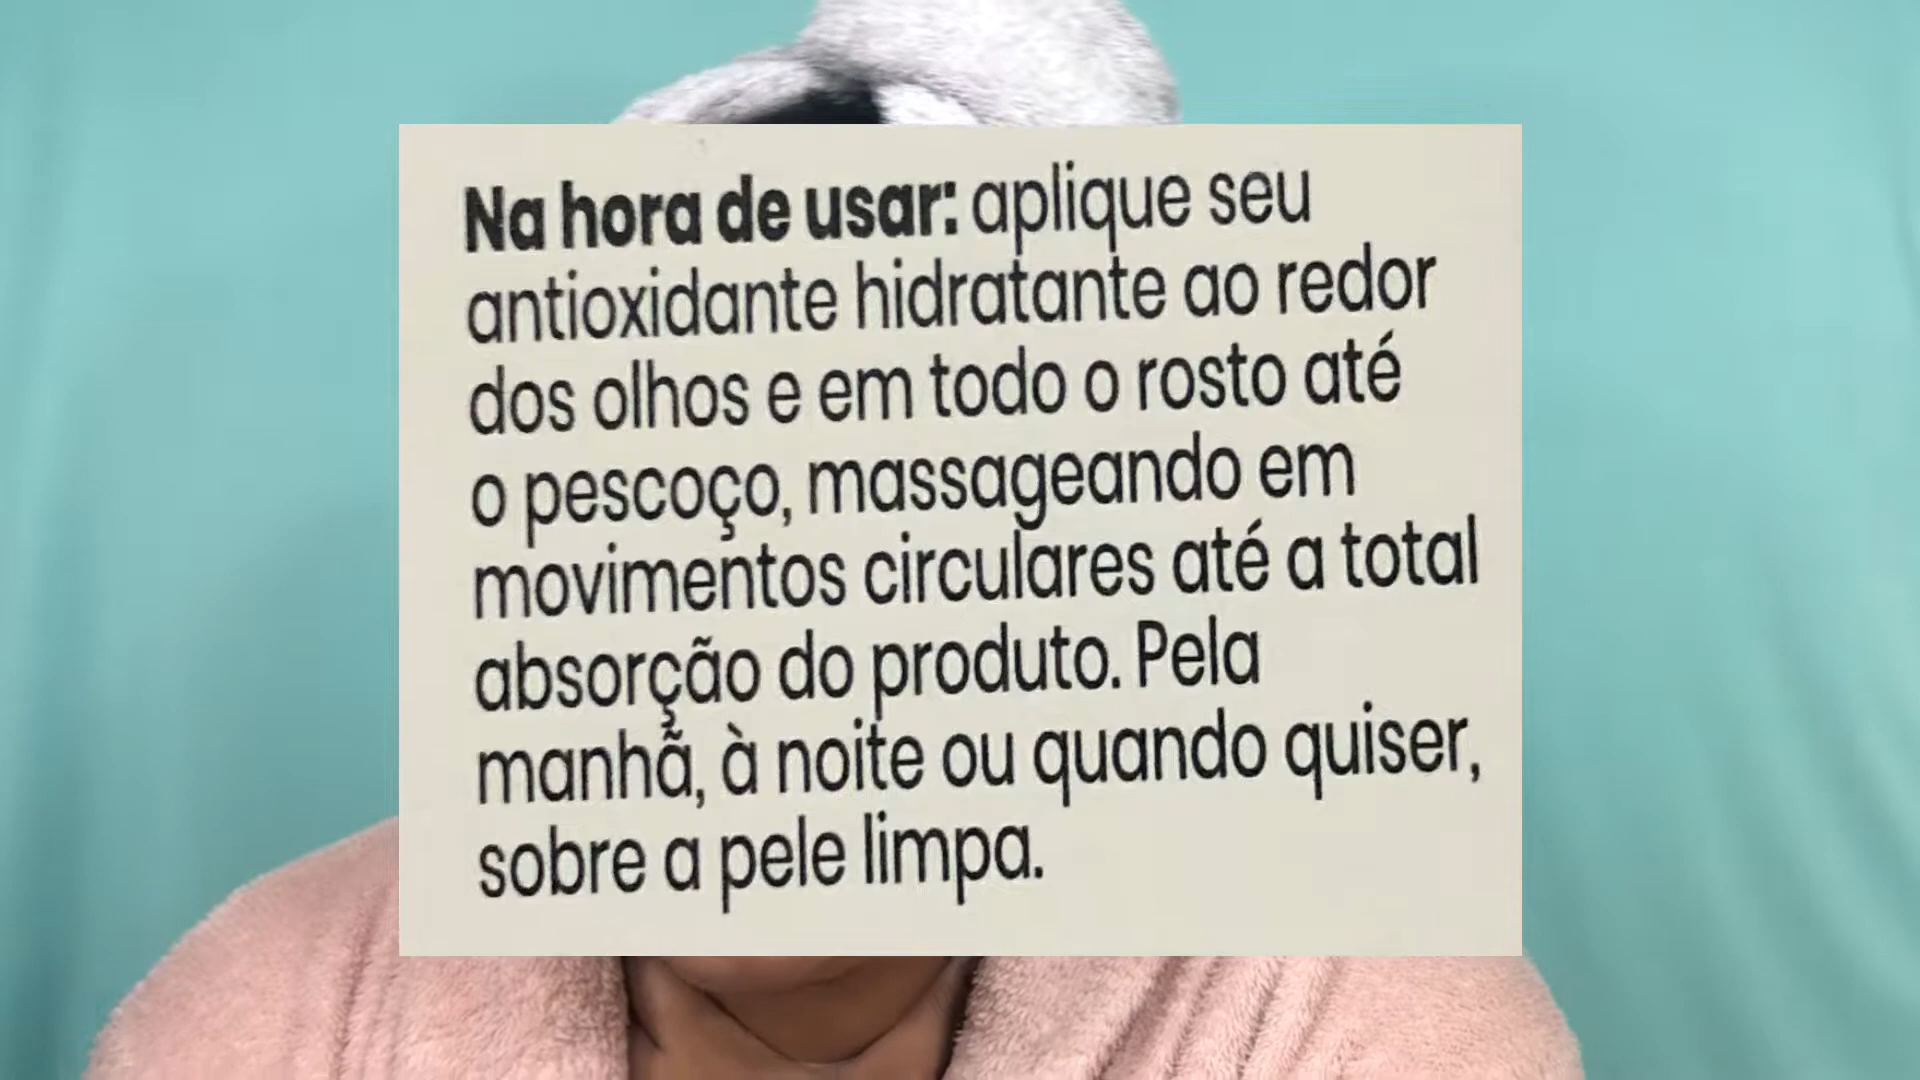 Na hora de usar: aplique seu
antioxidante hidratante ao redor
dos olhos e em todo o rosto até
o pescoço, massageando em
movimentos circulares até a total
absorção do produto. Pela
manhã, à noite ou quando quiser,
sobre a pele limpa.